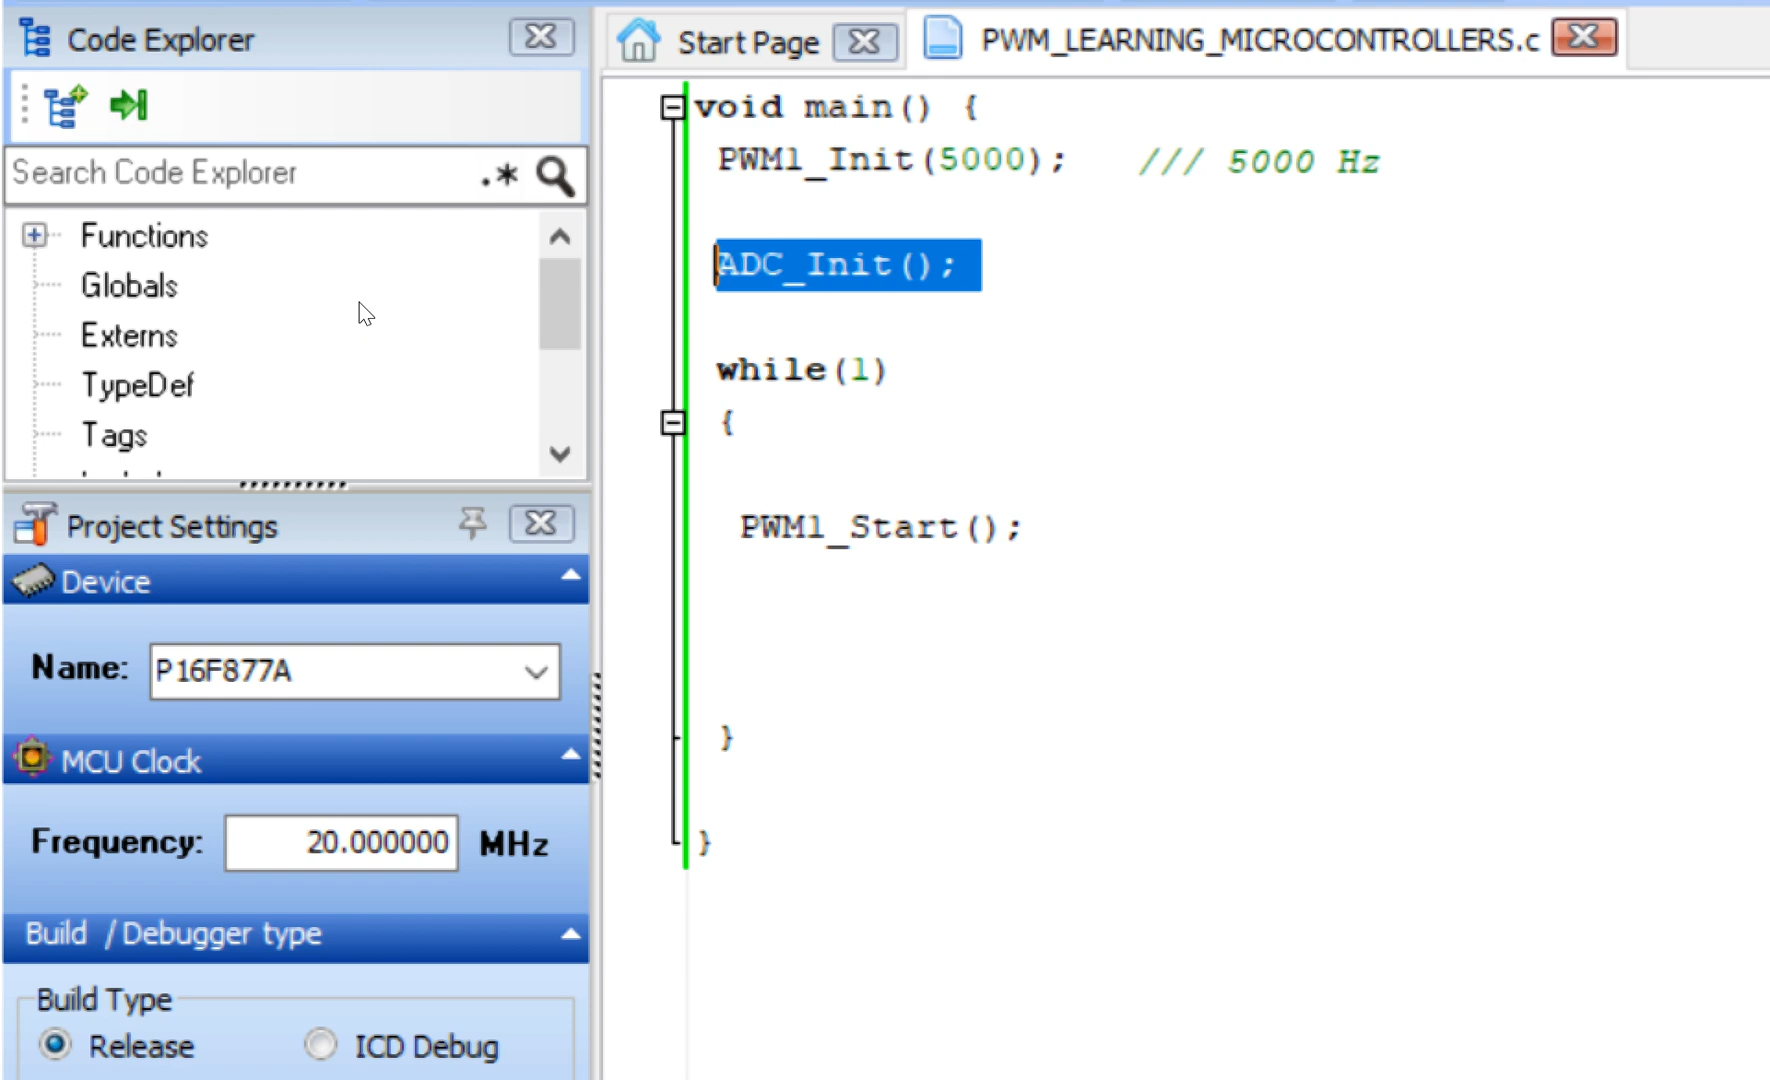 Code Explorer
Search Code Explorer .*
Functions
Globals
Externs
TypeDef
Tags
Project Settings
Device
Name: P16F877A
MCU Clock
Frequency: 20.000000 MHz
Build / Debugger type
Build Type
Release ICD Debug
Start Page PWM_LEARNING_MICROCONTROLLERS.c
void main() {
PWM1_Init(5000); /// 5000 Hz
ADC_Init();
while(1)
{
PWM1_Start();
}
}